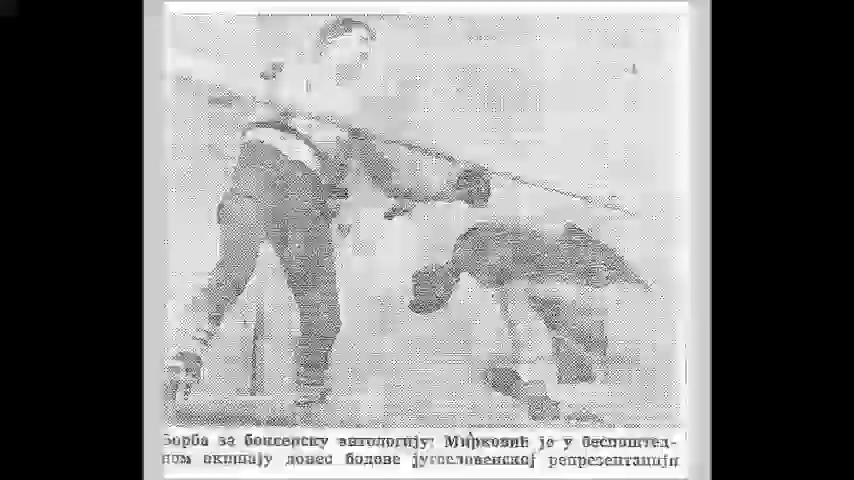 Борба за боксерску антологију: Мирковић је у беспоштед-
ном окршају донео бодове југословенској репрезентацији